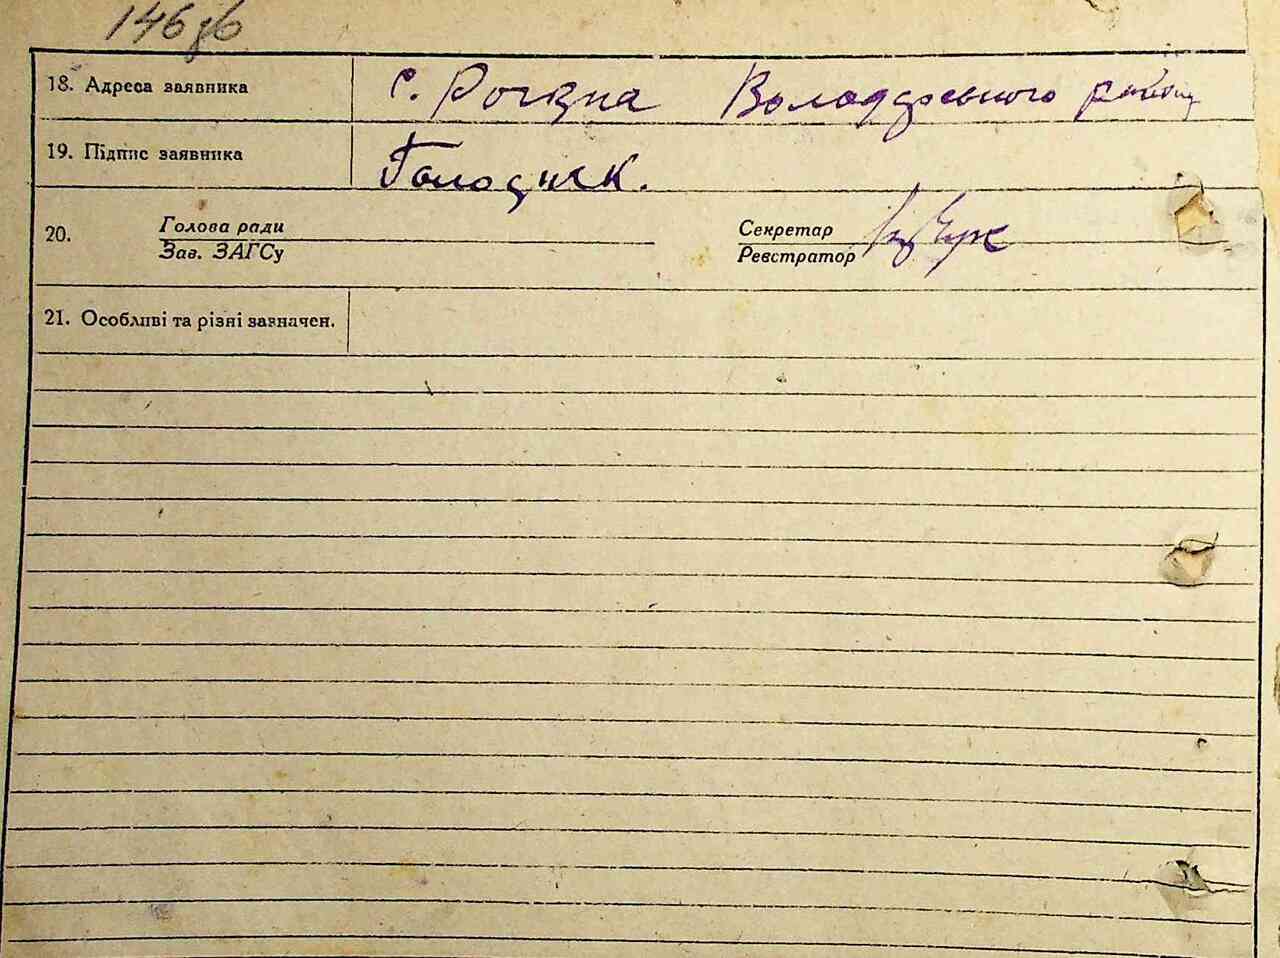 146 зв
18. Адреса заявника с. Рогізна Володарського району
19. Підпис заявника Голодняк.
20. Голова ради Секретар
Зав. ЗАГСу Реєстратор
21. Особливі та різні зазначен.